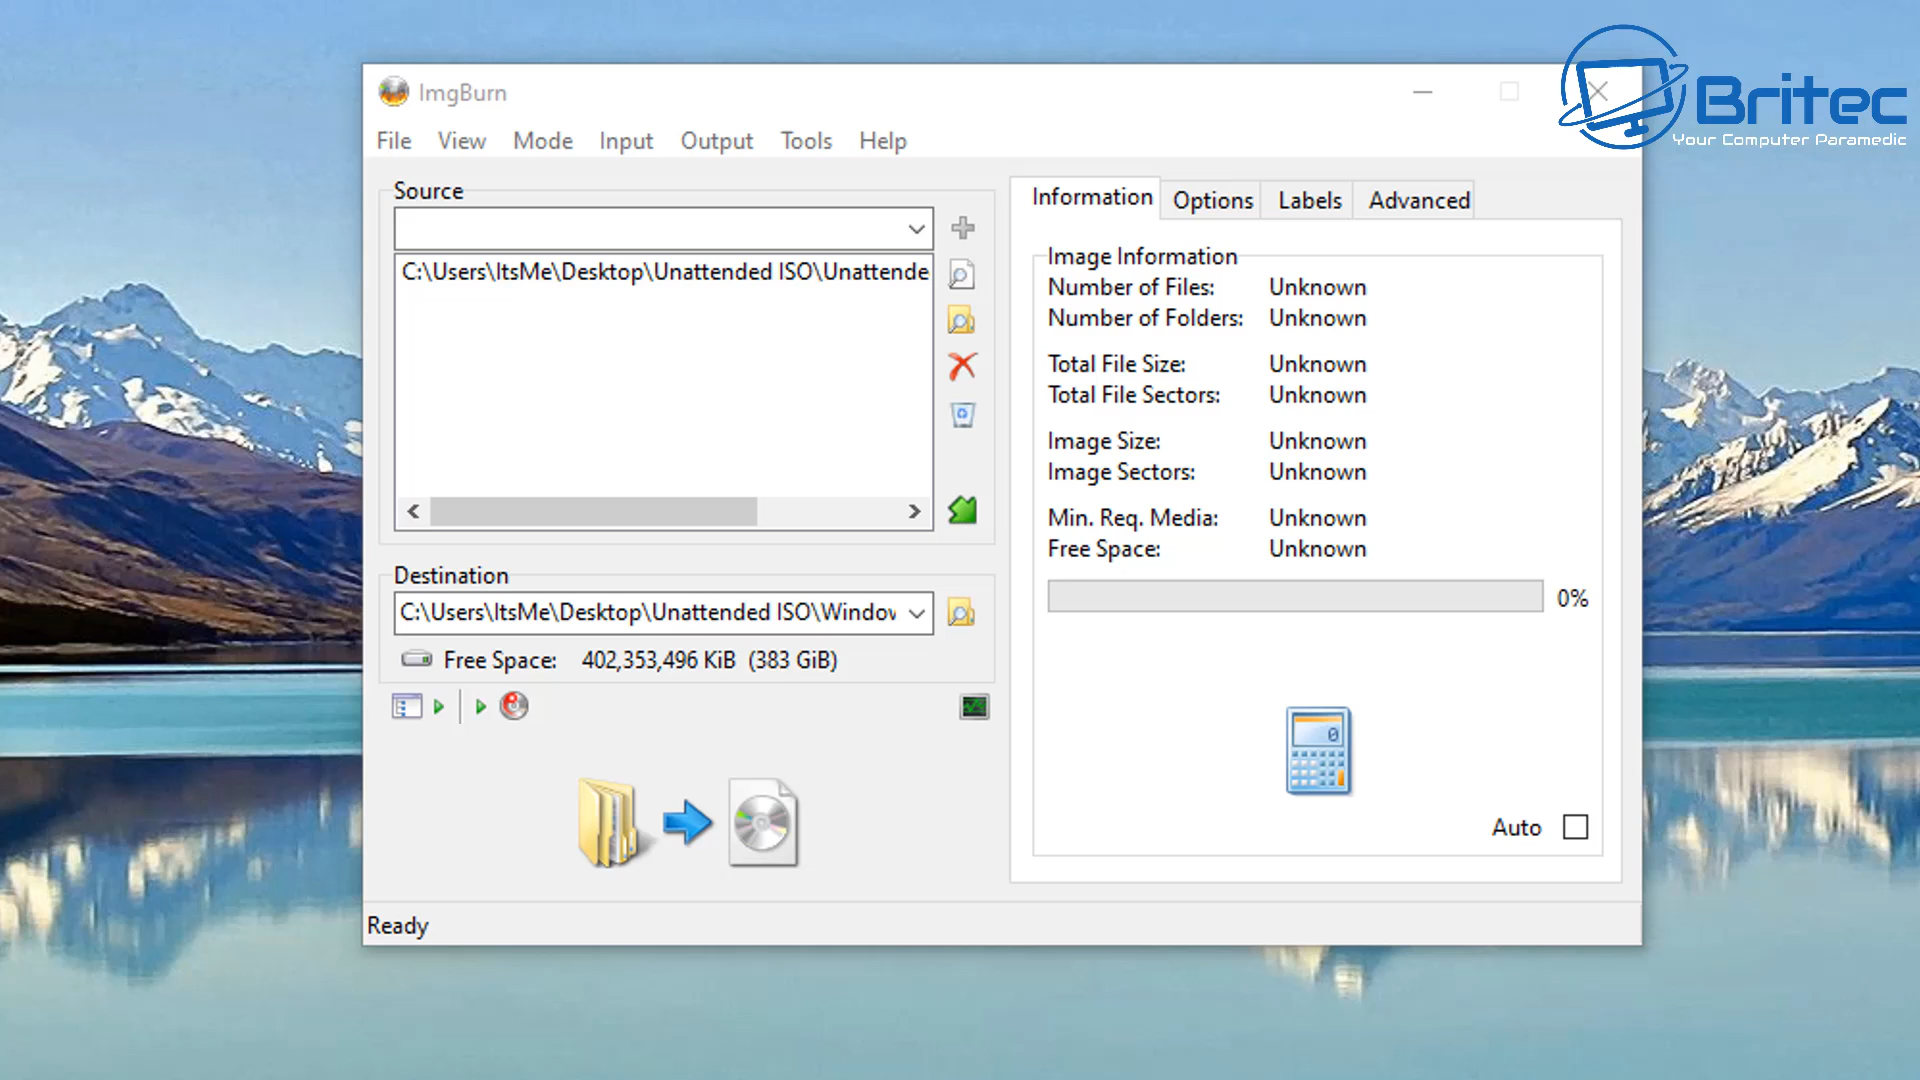 ImgBurn
Britec
Your Computer Paramedic
File View Mode Input Output Tools Help
Source
C:\Users\ItsMe\Desktop\Unattended ISO\Unattende
Destination
C:\Users\ItsMe\Desktop\Unattended ISO\Window
Free Space: 402,353,496 KiB (383 GiB)
Information Options Labels Advanced
Image Information
Number of Files: Unknown
Number of Folders: Unknown
Total File Size: Unknown
Total File Sectors: Unknown
Image Size: Unknown
Image Sectors: Unknown
Min. Req. Media: Unknown
Free Space: Unknown
0%
0
Auto
Ready